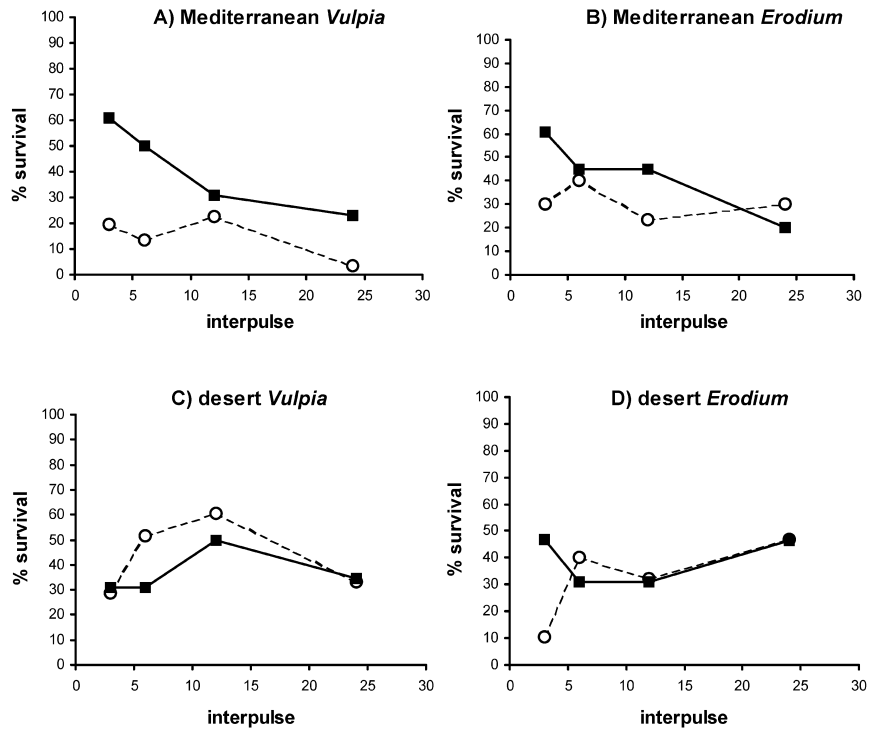 A) Mediterranean Vulpia
100
90
80
70
60
50
40
30
20
10
0
% survival
0 5 10 15 20 25 30
interpulse
B) Mediterranean Erodium
100
90
80
70
60
50
40
30
20
10
0
% survival
0 5 10 15 20 25 30
interpulse
C) desert Vulpia
100
90
80
70
60
50
40
30
20
10
0
% survival
0 5 10 15 20 25 30
interpulse
D) desert Erodium
100
90
80
70
60
50
40
30
20
10
0
% survival
0 5 10 15 20 25 30
interpulse